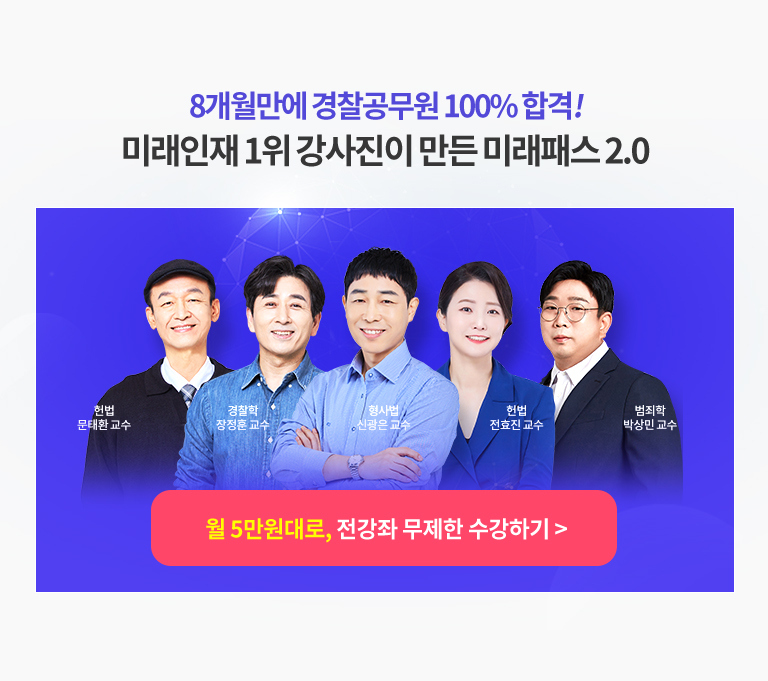 8개월만에 경찰공무원 100% 합격!
미래인재 1위 강사진이 만든 미래패스 2.0
헌법
문태환 교수
경찰학
장정훈 교수
형사법
신광은 교수
헌법
전효진 교수
범죄학
박상민 교수
월 5만원대로, 전강좌 무제한 수강하기 >